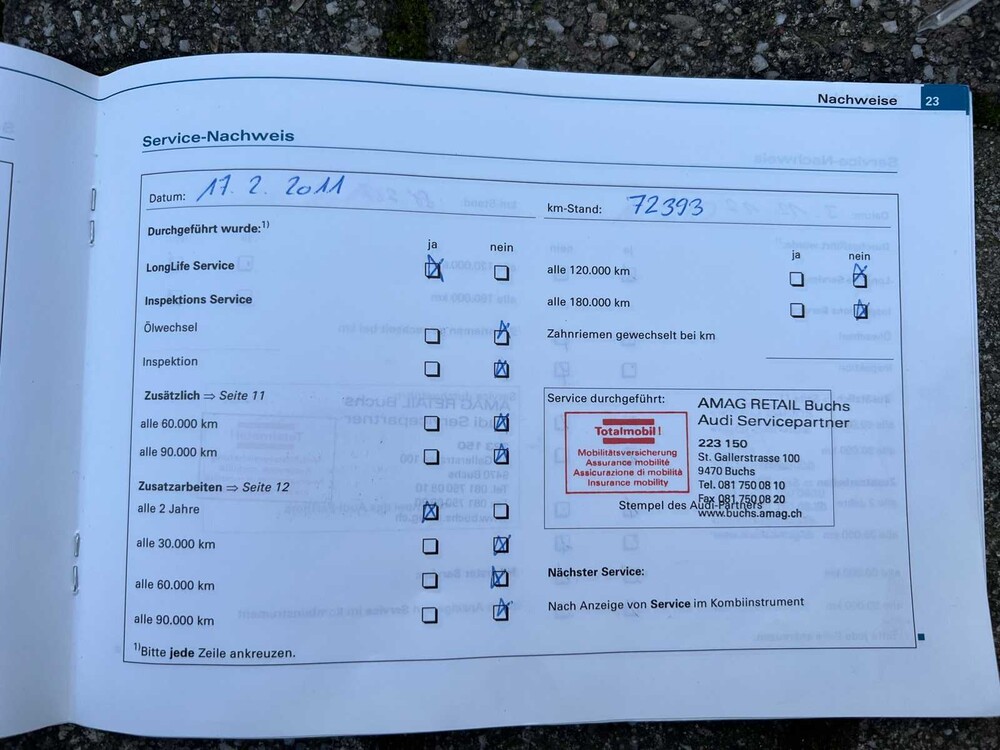 Nachweise 23
Service-Nachweis
Datum: 17. 2. 2011
km-Stand: 72393
Durchgeführt wurde:1)
ja nein
LongLife Service
Inspektions Service
Ölwechsel
Inspektion
Zusätzlich ⇒ Seite 11
alle 60.000 km
alle 90.000 km
Zusatzarbeiten ⇒ Seite 12
alle 2 Jahre
alle 30.000 km
alle 60.000 km
alle 90.000 km
1)Bitte jede Zeile ankreuzen.
ja nein
alle 120.000 km
alle 180.000 km
Zahnriemen gewechselt bei km
Service durchgeführt:
Totalmobil!
Mobilitätsversicherung
Assurance mobilité
Assicurazione di mobilità
Insurance mobility
AMAG RETAIL Buchs
Audi Servicepartner
223 150
St. Gallerstrasse 100
9470 Buchs
Tel. 081 750 08 10
Fax 081 750 08 20
www.buchs.amag.ch
Stempel des Audi-Partners
Nächster Service:
Nach Anzeige von Service im Kombiinstrument